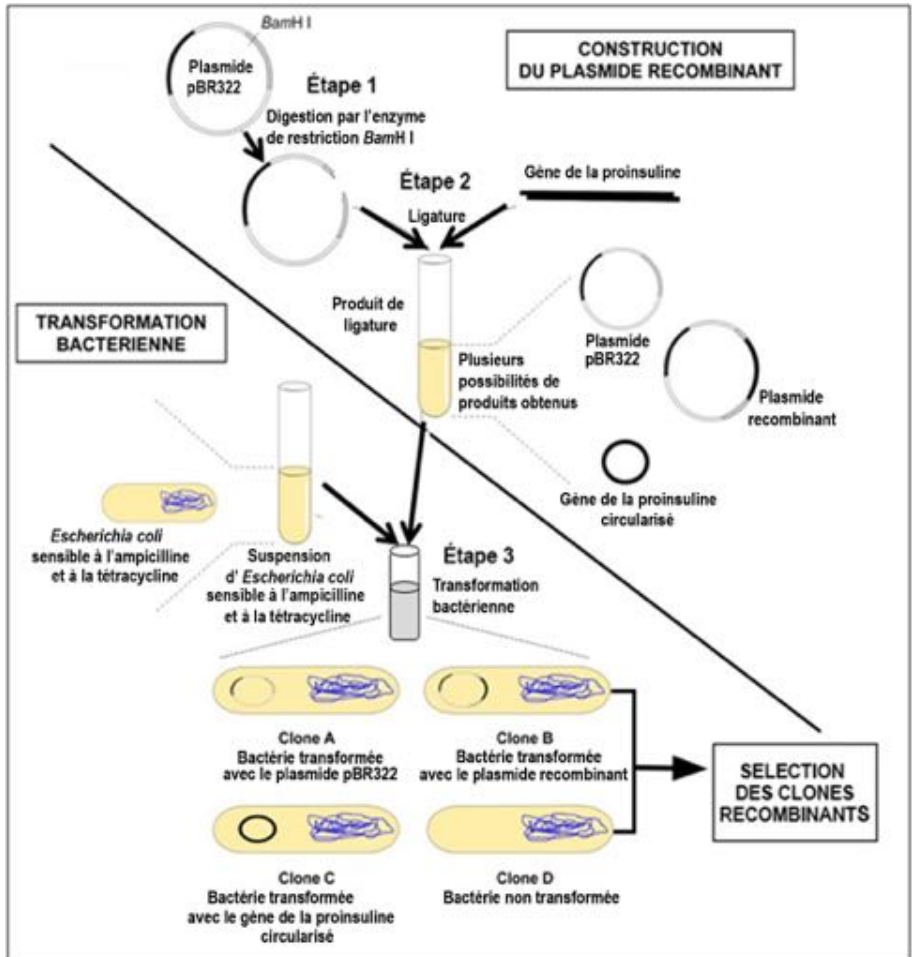 BamH I
Plasmide
pBR322
CONSTRUCTION
DU PLASMIDE RECOMBINANT
Étape 1
Digestion par l'enzyme
de restriction BamH I
Étape 2
Ligature
Gène de la proinsuline
Produit de
ligature
Plusieurs
possibilités de
produits obtenus
Plasmide
pBR322
Plasmide
recombinant
Gène de la proinsuline
circularisé
TRANSFORMATION
BACTERIENNE
Escherichia coli
sensible à l'ampicilline
et à la tétracycline
Suspension
d' Escherichia coli
sensible à l'ampicilline
et à la tétracycline
Étape 3
Transformation
bactérienne
Clone A
Bactérie transformée
avec le plasmide pBR322
Clone B
Bactérie transformée
avec le plasmide recombinant
Clone C
Bactérie transformée
avec le gène de la proinsuline
circularisé
Clone D
Bactérie non transformée
SELECTION
DES CLONES
RECOMBINANTS